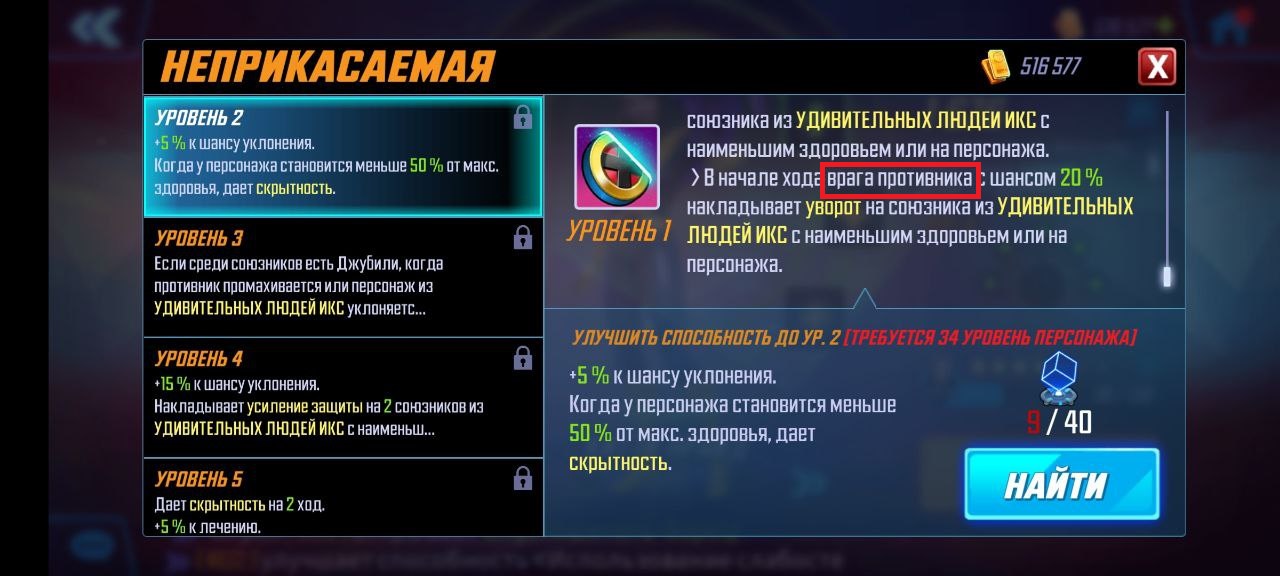 НЕПРИКАСАЕМАЯ
516 577
X
УРОВЕНЬ 2
+5 % к шансу уклонения.
Когда у персонажа становится меньше 50 % от макс.
здоровья, дает скрытность.
УРОВЕНЬ 3
Если среди союзников есть Джубили, когда
противник промахивается или персонаж из
УДИВИТЕЛЬНЫХ ЛЮДЕЙ ИКС уклоняетс...
УРОВЕНЬ 4
+15 % к шансу уклонения.
Накладывает усиление защиты на 2 союзников из
УДИВИТЕЛЬНЫХ ЛЮДЕЙ ИКС с наименьш...
УРОВЕНЬ 5
Дает скрытность на 2 ход.
+5 % к лечению.
УРОВЕНЬ 1
союзника из УДИВИТЕЛЬНЫХ ЛЮДЕЙ ИКС с
наименьшим здоровьем или на персонажа.
> В начале хода врага противника с шансом 20 %
накладывает уворот на союзника из УДИВИТЕЛЬНЫХ
ЛЮДЕЙ ИКС с наименьшим здоровьем или на
персонажа.
УЛУЧШИТЬ СПОСОБНОСТЬ ДО УР. 2 [ТРЕБУЕТСЯ 34 УРОВЕНЬ ПЕРСОНАЖА]
+5 % к шансу уклонения.
Когда у персонажа становится меньше
50 % от макс. здоровья, дает
скрытность.
9 / 40
НАЙТИ
улучшает способность «Использование слабосте